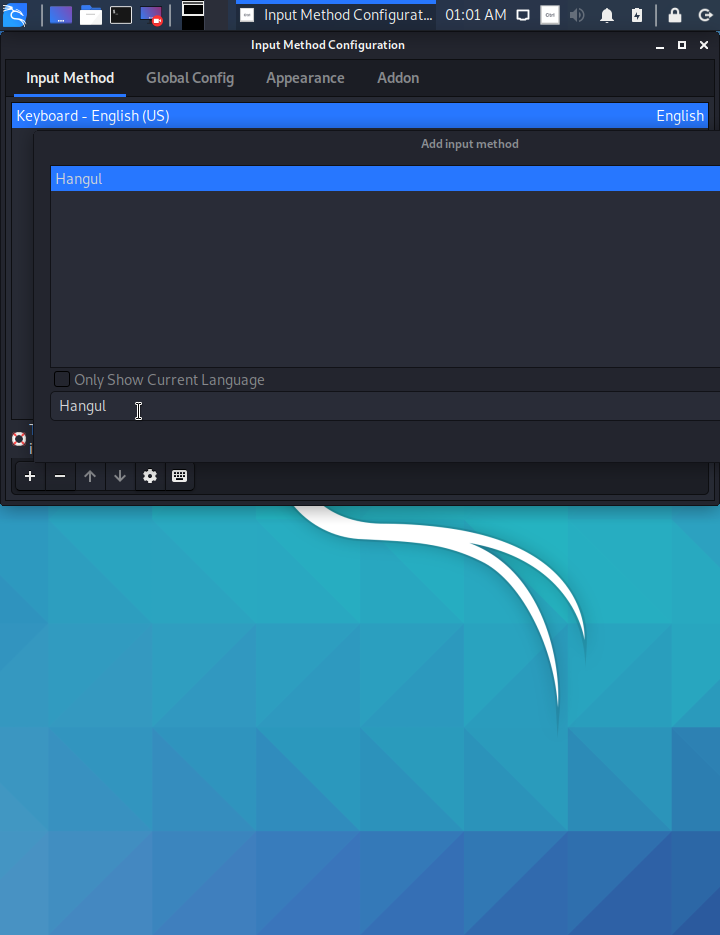 Input Method Configurat... 01:01 AM Ctrl
Input Method Configuration
Input Method Global Config Appearance Addon
Keyboard - English (US) English
Add input method
Hangul
Only Show Current Language
Hangul